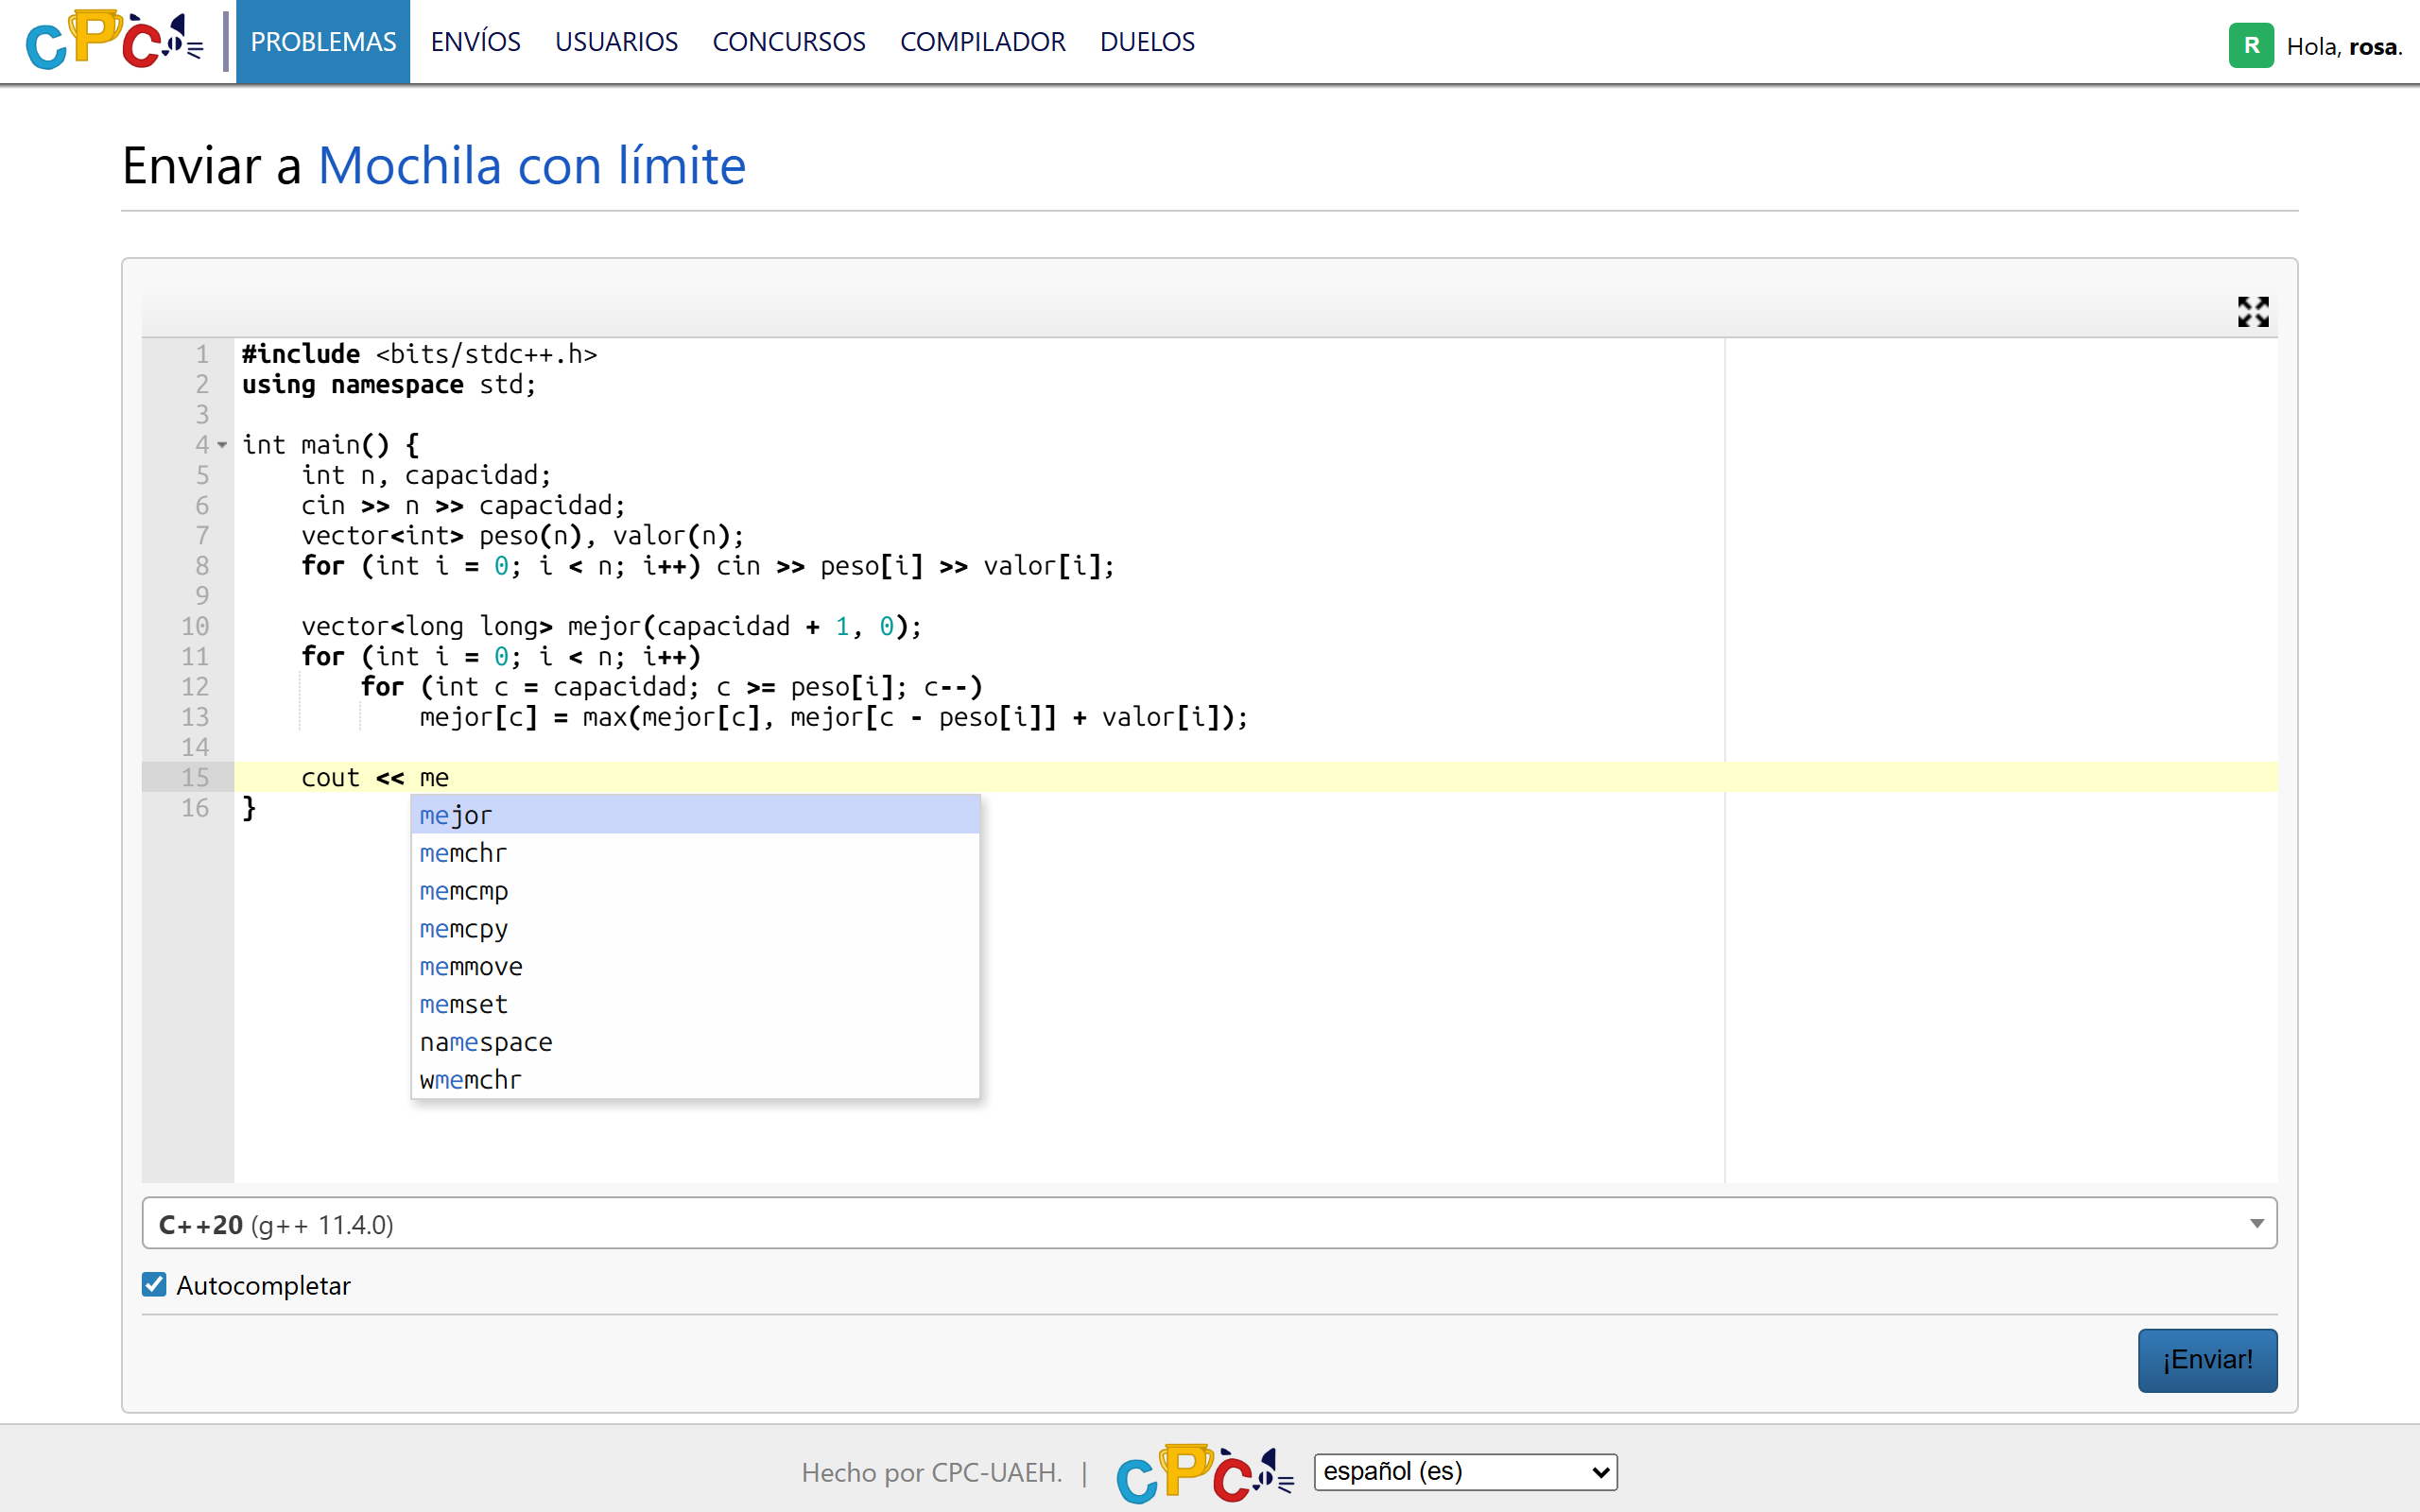 CPC PROBLEMAS ENVÍOS USUARIOS CONCURSOS COMPILADOR DUELOS R Hola, rosa.
Enviar a Mochila con límite
1 #include <bits/stdc++.h>
2 using namespace std;
3
4 int main() {
5     int n, capacidad;
6     cin >> n >> capacidad;
7     vector<int> peso(n), valor(n);
8     for (int i = 0; i < n; i++) cin >> peso[i] >> valor[i];
9
10     vector<long long> mejor(capacidad + 1, 0);
11     for (int i = 0; i < n; i++)
12         for (int c = capacidad; c >= peso[i]; c--)
13             mejor[c] = max(mejor[c], mejor[c - peso[i]] + valor[i]);
14
15     cout << me
16 }
mejor
memchr
memcmp
memcpy
memmove
memset
namespace
wmemchr
C++20 (g++ 11.4.0)
Autocompletar
¡Enviar!
Hecho por CPC-UAEH. | CPC español (es)